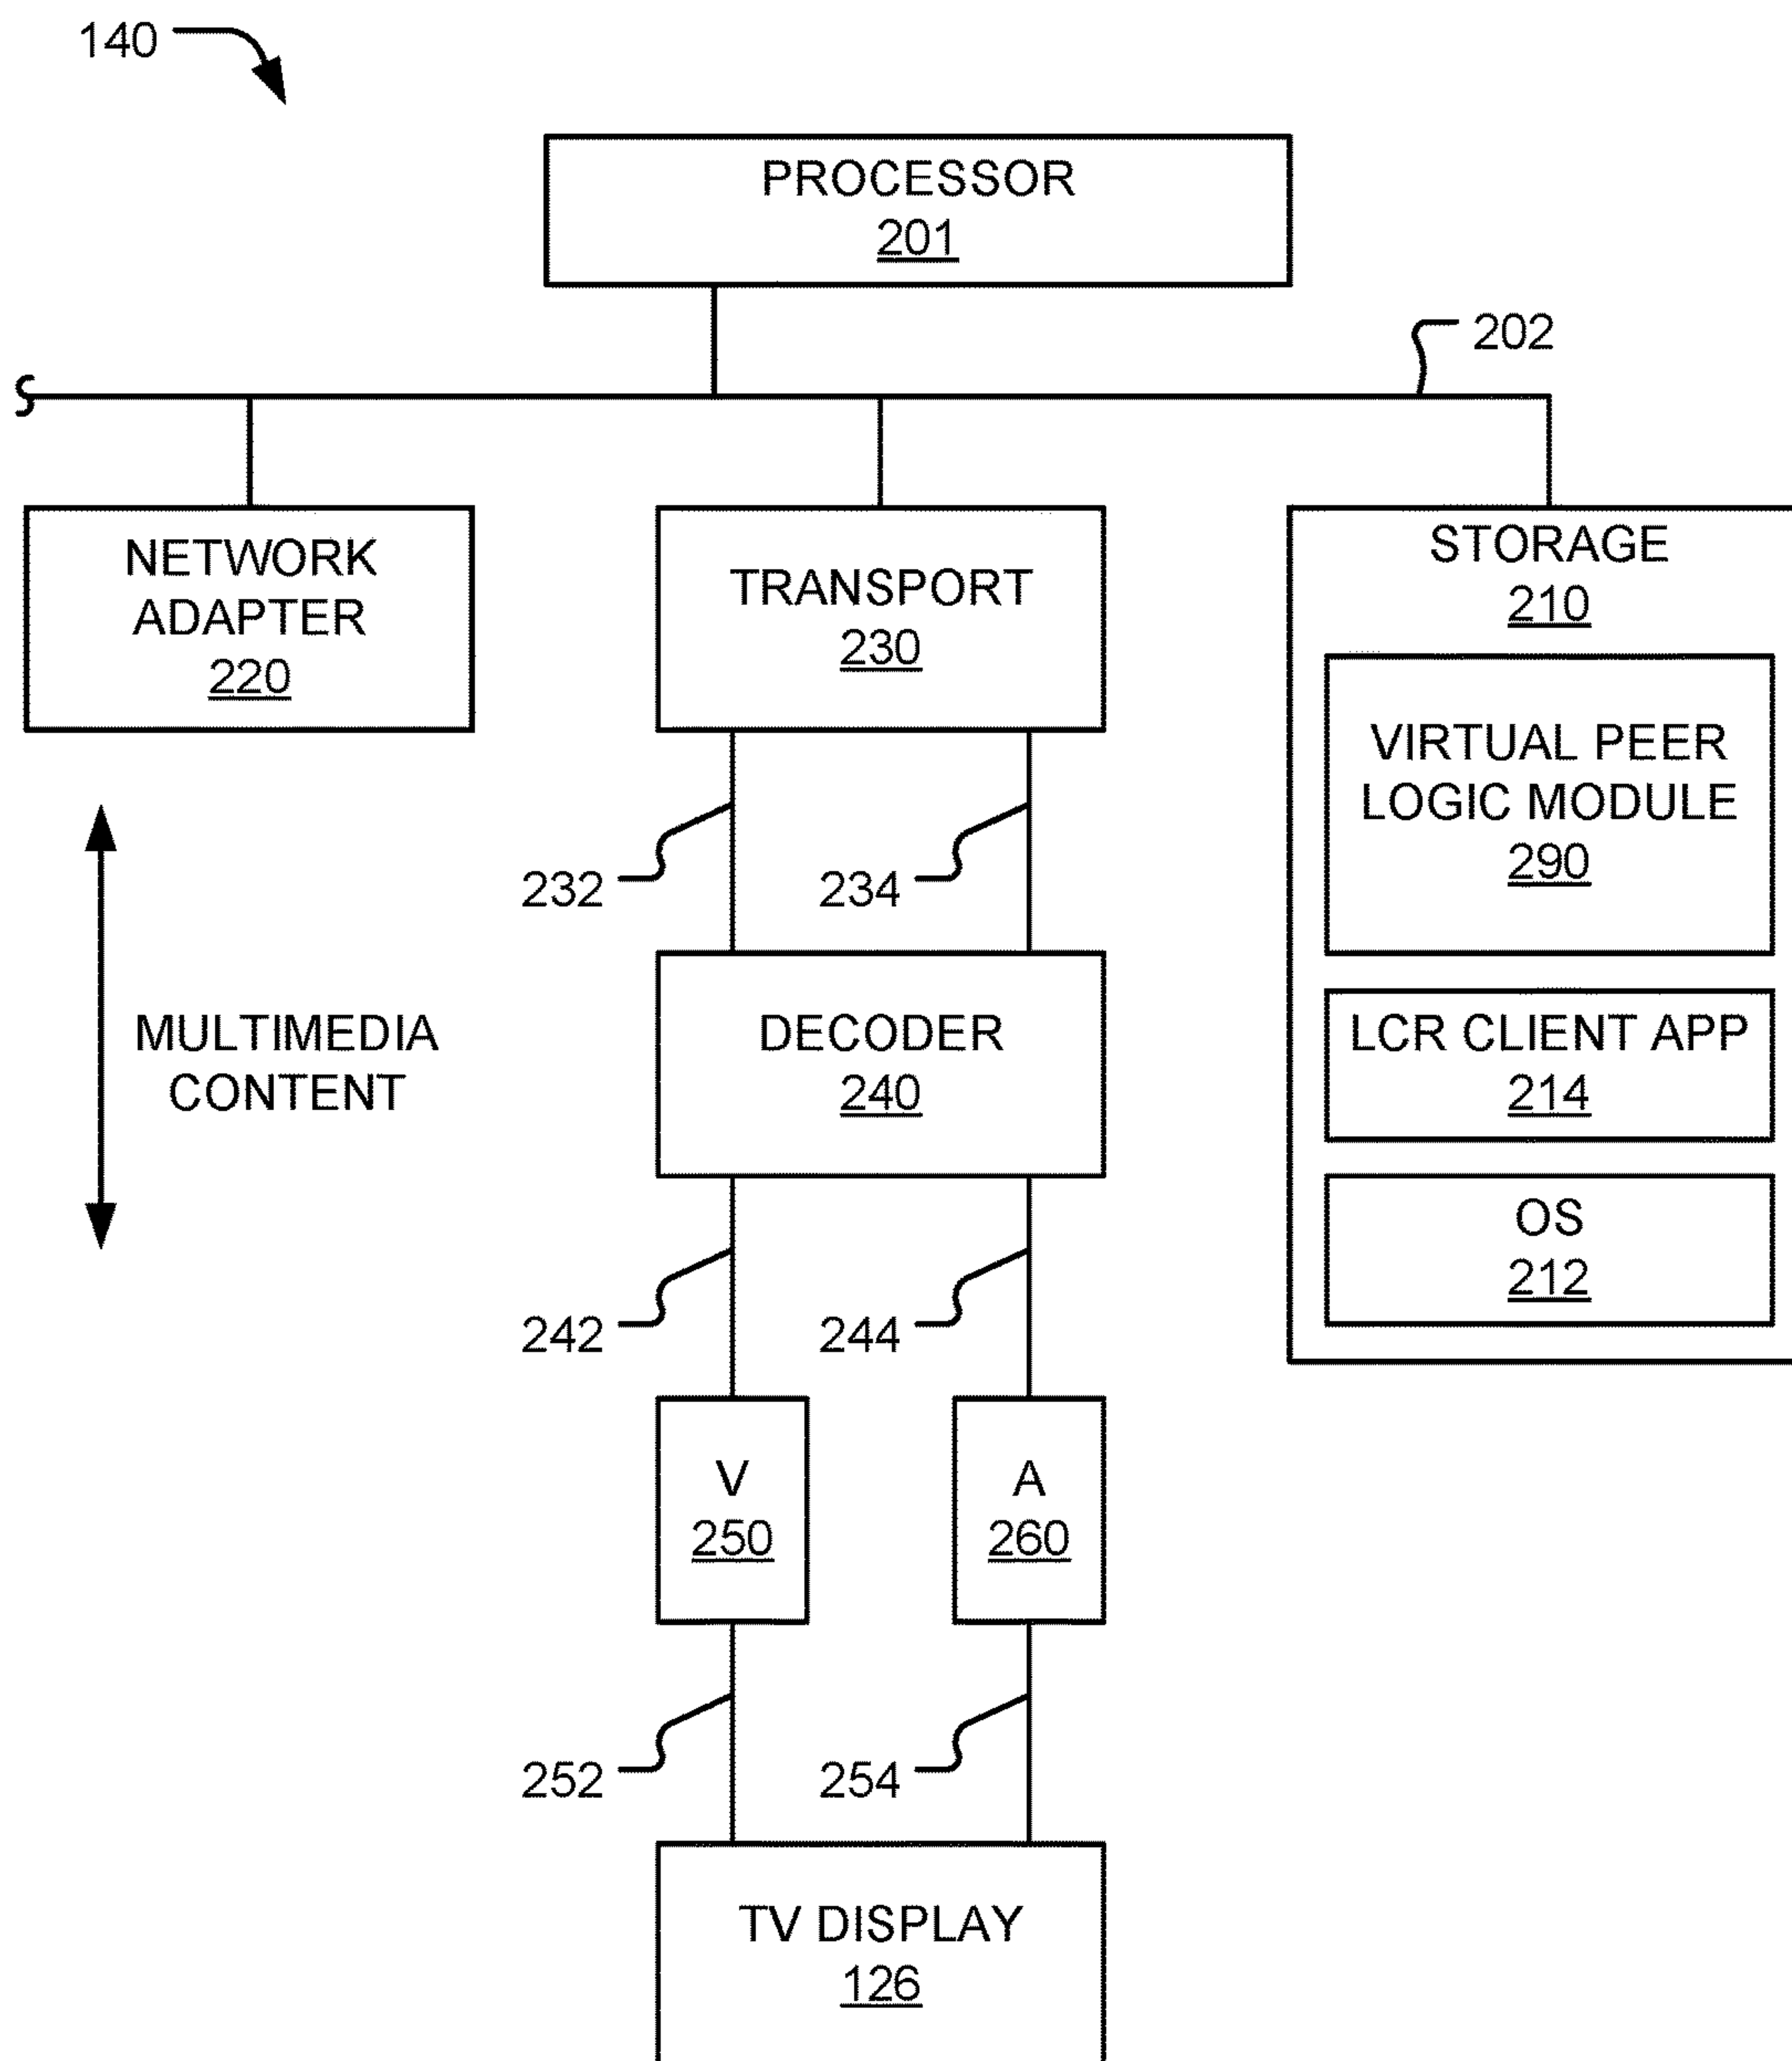 140
PROCESSOR
201
202
NETWORK
ADAPTER
220
TRANSPORT
230
STORAGE
210
VIRTUAL PEER
LOGIC MODULE
290
232
234
MULTIMEDIA
CONTENT
DECODER
240
LCR CLIENT APP
214
OS
212
242
244
V
250
A
260
252
254
TV DISPLAY
126